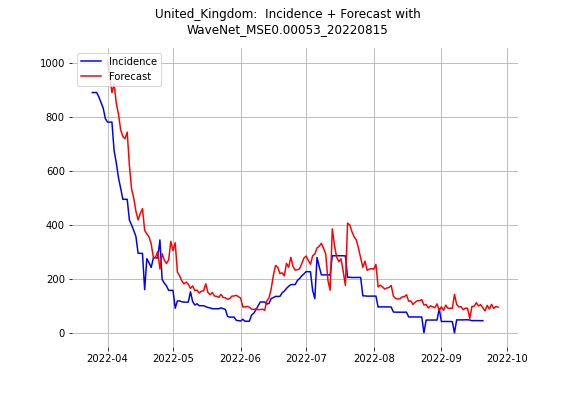 United_Kingdom:  Incidence + Forecast with
WaveNet_MSE0.00053_20220815
Incidence
Forecast
1000
800
600
400
200
0
2022-04 2022-05 2022-06 2022-07 2022-08 2022-09 2022-10